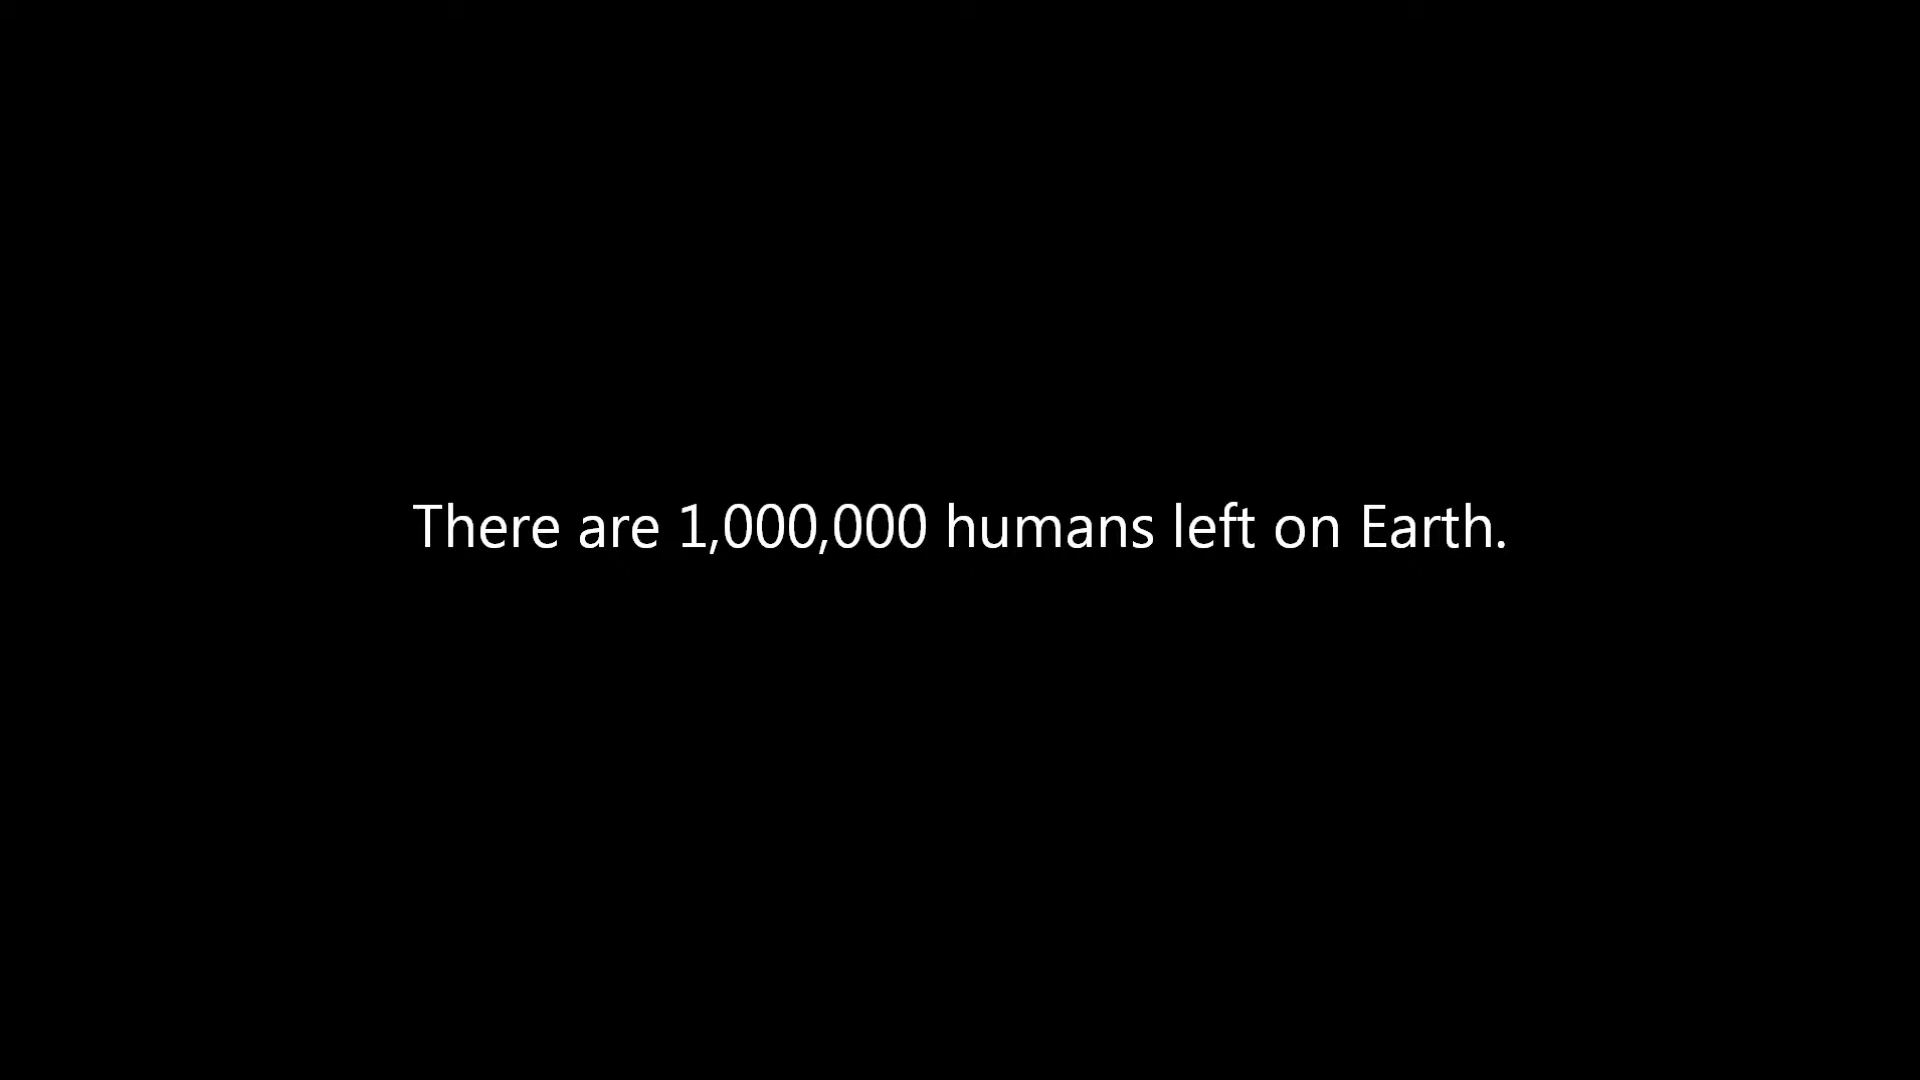 There are 1,000,000 humans left on Earth.